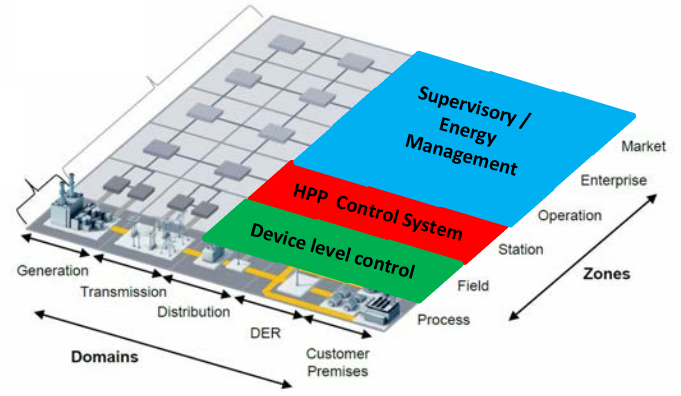 Supervisory /
Energy
Management
HPP Control System
Device level control
Market
Enterprise
Operation
Station
Field
Process
Zones
Generation
Transmission
Distribution
DER
Customer
Premises
Domains